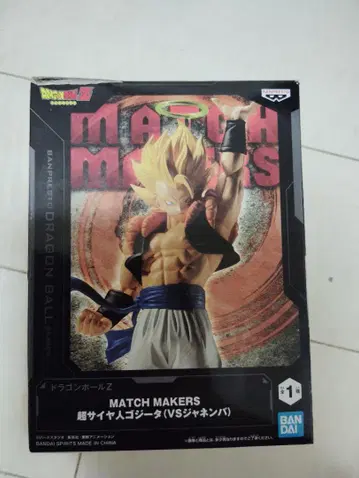 DRAGON BALL Z
BANPRESTO
MATCH
MAKERS
BANPRESTO DRAGON BALL
ドラゴンボールZ
MATCH MAKERS
超サイヤ人ゴジータ(VSジャネンバ)
全1種
BANDAI SPIRITS MADE IN CHINA
BAN
DAI